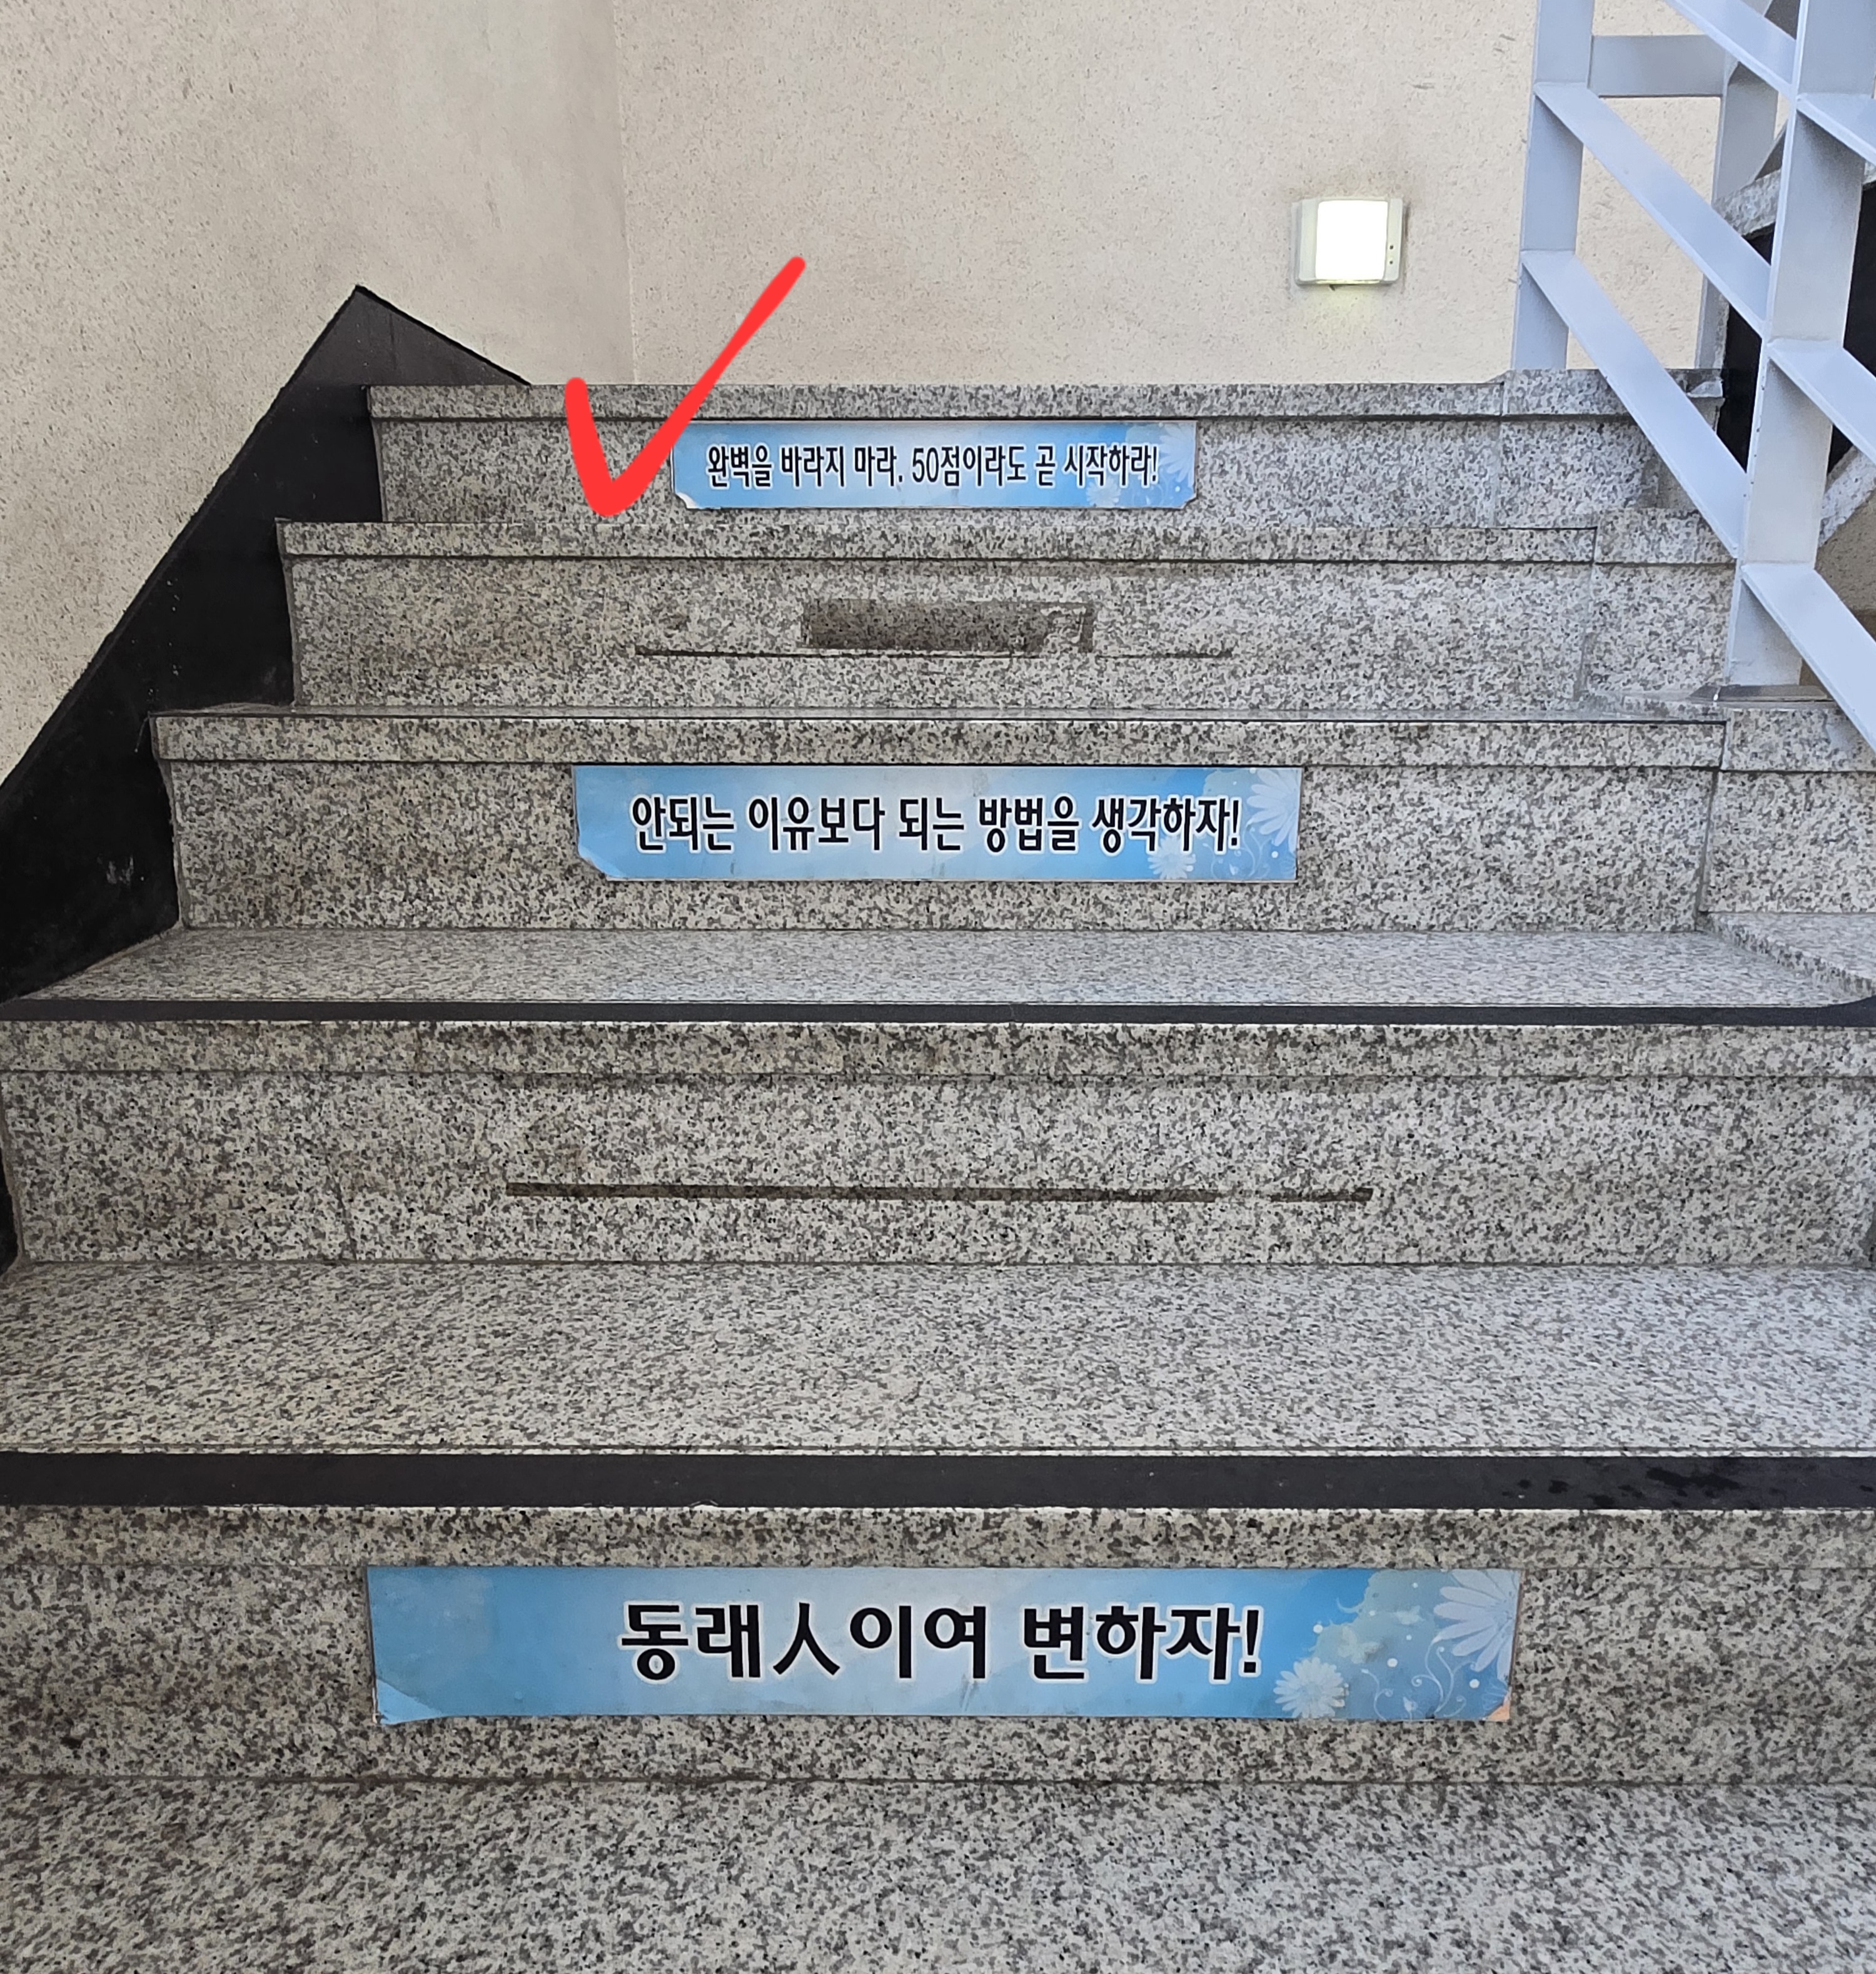 완벽을 바라지 마라. 50점이라도 곧 시작하라!
안되는 이유보다 되는 방법을 생각하자!
동래人이여 변하자!